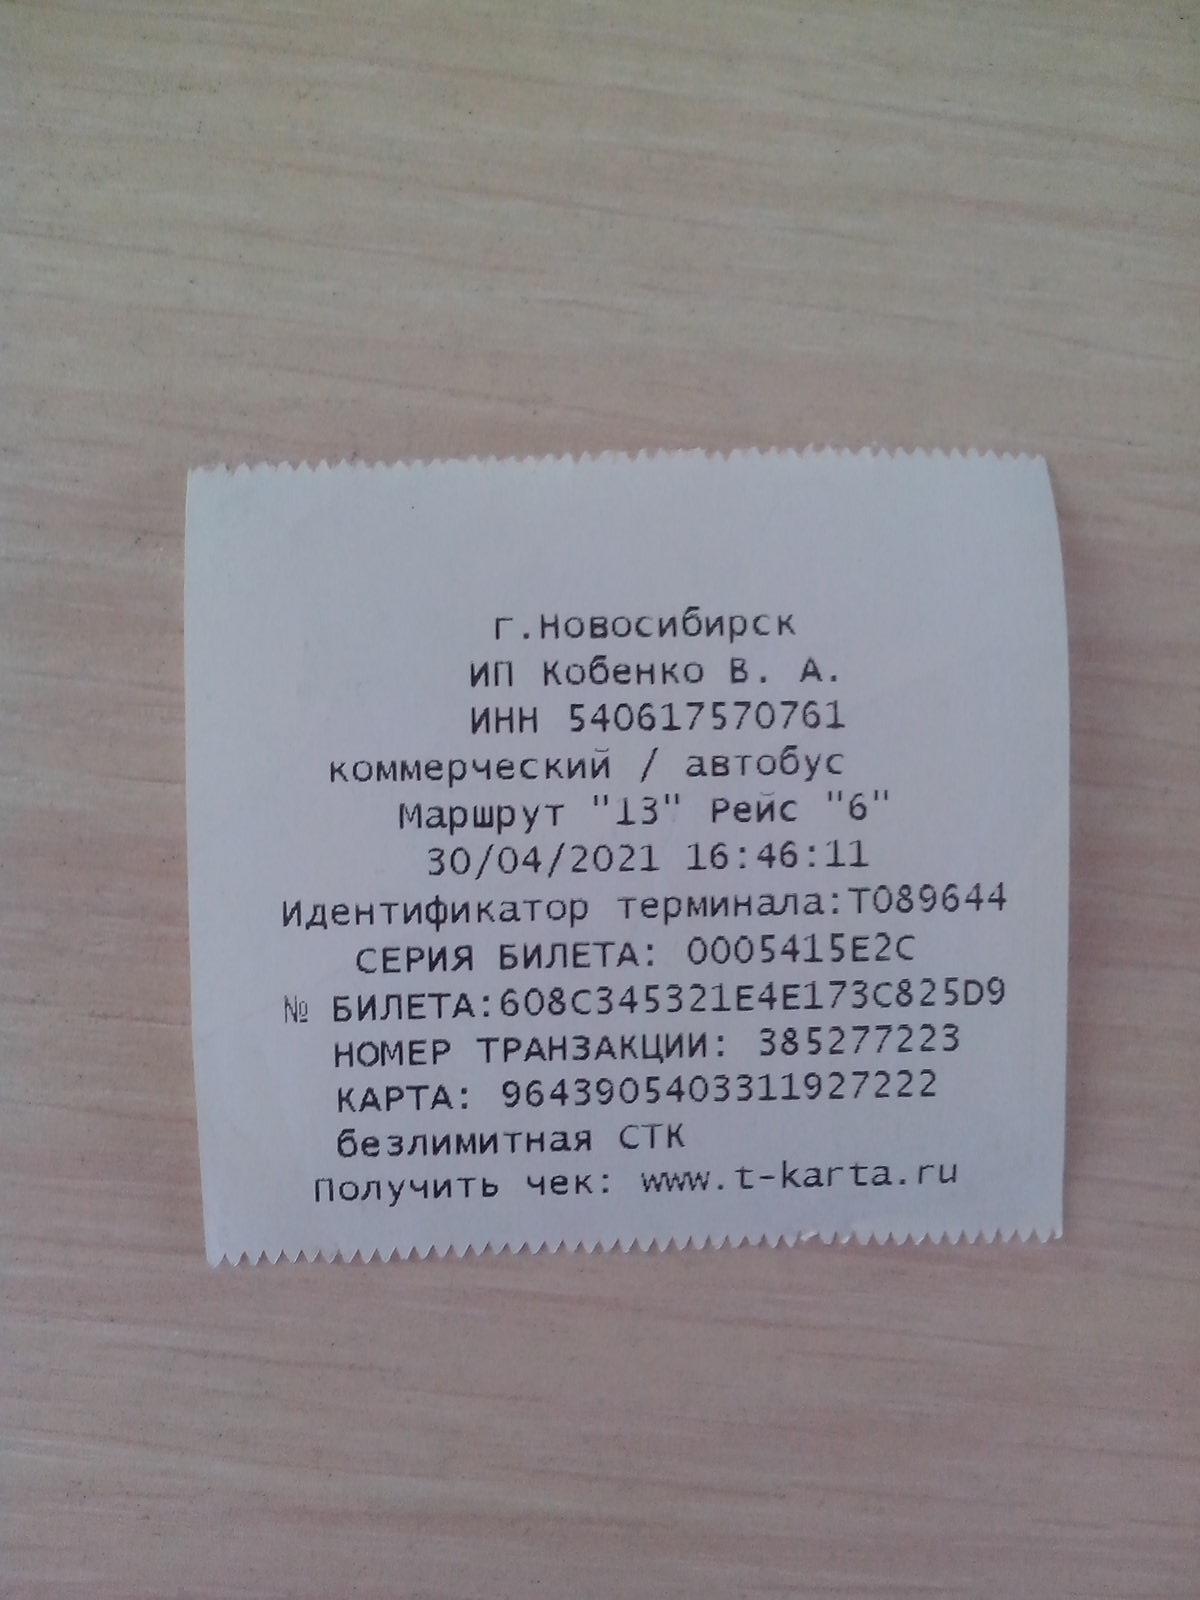 г.Новосибирск
ИП Кобенко В. А.
ИНН 540617570761
коммерческий / автобус
Маршрут "13" Рейс "6"
30/04/2021 16:46:11
Идентификатор терминала:T089644
СЕРИЯ БИЛЕТА: 0005415E2C
№ БИЛЕТА:608C345321E4E173C825D9
НОМЕР ТРАНЗАКЦИИ: 385277223
КАРТА: 9643905403311927222
безлимитная СТК
Получить чек: www.t-karta.ru